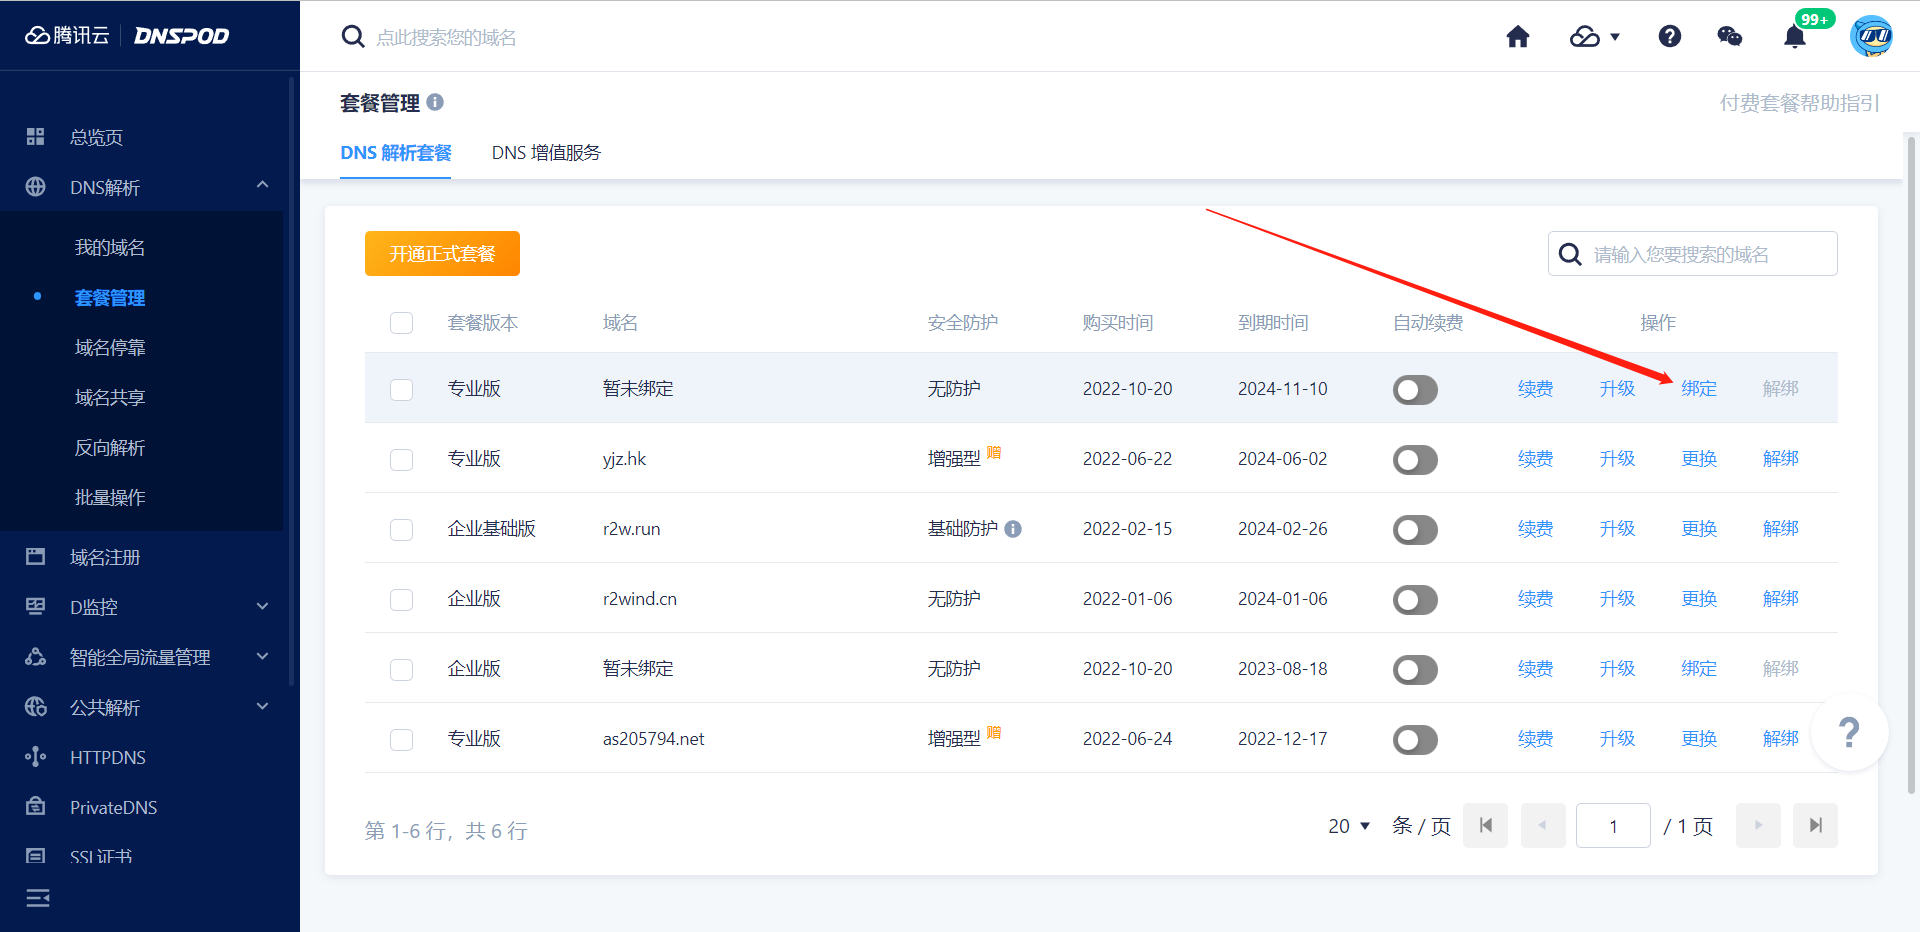 腾讯云 DNSPOD
点此搜索您的域名
99+
总览页
DNS解析
我的域名
套餐管理
域名停靠
域名共享
反向解析
批量操作
域名注册
D监控
智能全局流量管理
公共解析
HTTPDNS
PrivateDNS
SSL证书
套餐管理
付费套餐帮助指引
DNS 解析套餐 DNS 增值服务
开通正式套餐
请输入您要搜索的域名
套餐版本 域名 安全防护 购买时间 到期时间 自动续费 操作
专业版 暂未绑定 无防护 2022-10-20 2024-11-10 续费 升级 绑定 解绑
专业版 yjz.hk 增强型 赠 2022-06-22 2024-06-02 续费 升级 更换 解绑
企业基础版 r2w.run 基础防护 2022-02-15 2024-02-26 续费 升级 更换 解绑
企业版 r2wind.cn 无防护 2022-01-06 2024-01-06 续费 升级 更换 解绑
企业版 暂未绑定 无防护 2022-10-20 2023-08-18 续费 升级 绑定 解绑
专业版 as205794.net 增强型 赠 2022-06-24 2022-12-17 续费 升级 更换 解绑
?
第 1-6 行，共 6 行
20 条 / 页 1 / 1 页